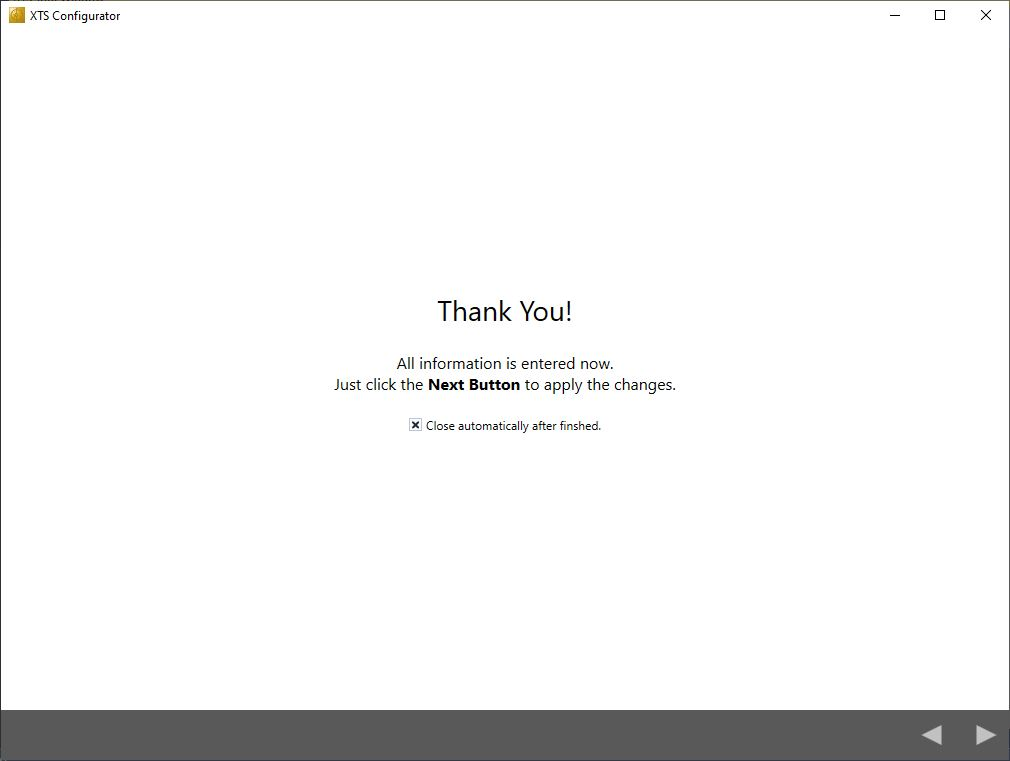 XTS Configurator
Thank You!
All information is entered now.
Just click the Next Button to apply the changes.
Close automatically after finshed.